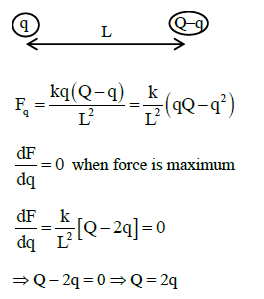 q Q–q
L
F_q = kq(Q – q)/L² = k/L² (qQ – q²)
dF/dq = 0 when force is maximum
dF/dq = k/L² [Q – 2q] = 0
⇒ Q – 2q = 0 ⇒ Q = 2q